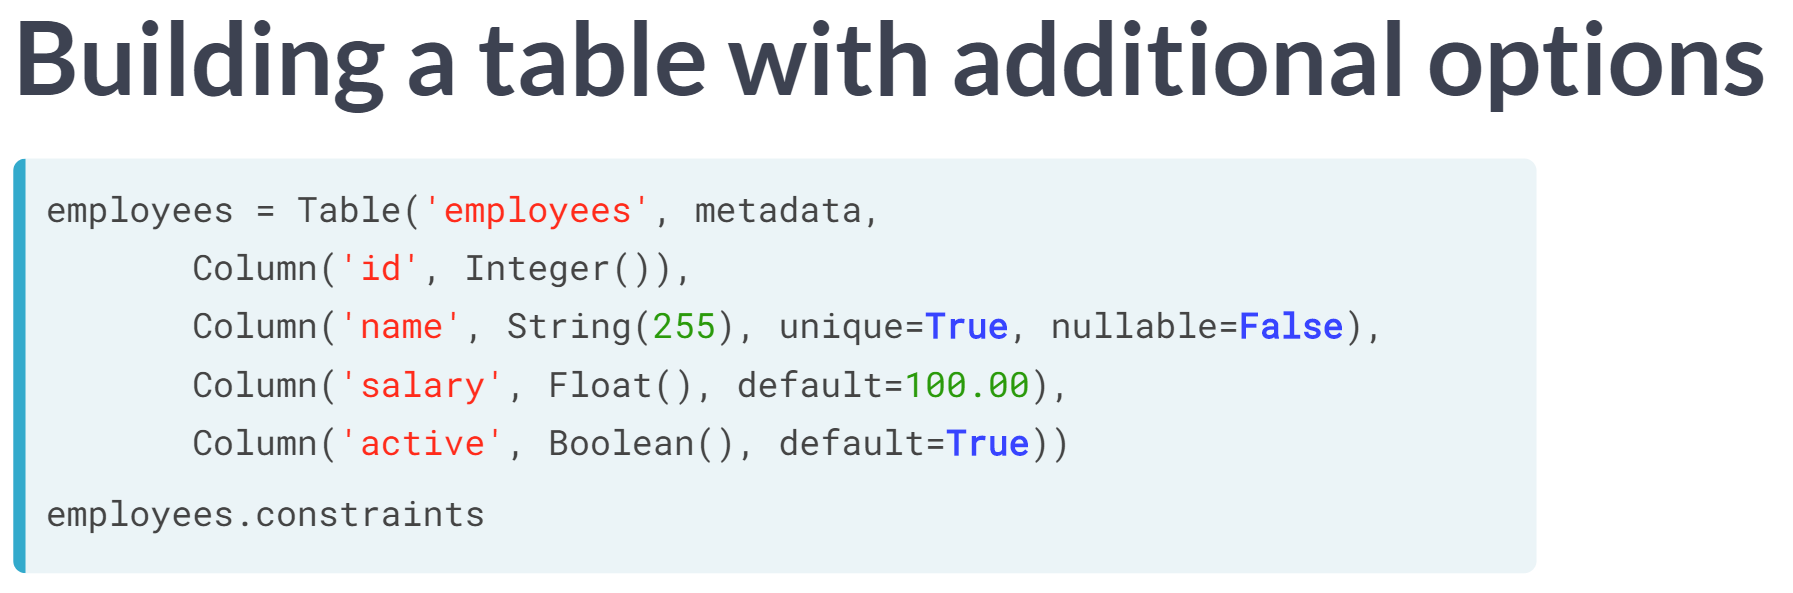 Building a table with additional options
employees = Table('employees', metadata,
Column('id', Integer()),
Column('name', String(255), unique=True, nullable=False),
Column('salary', Float(), default=100.00),
Column('active', Boolean(), default=True))
employees.constraints